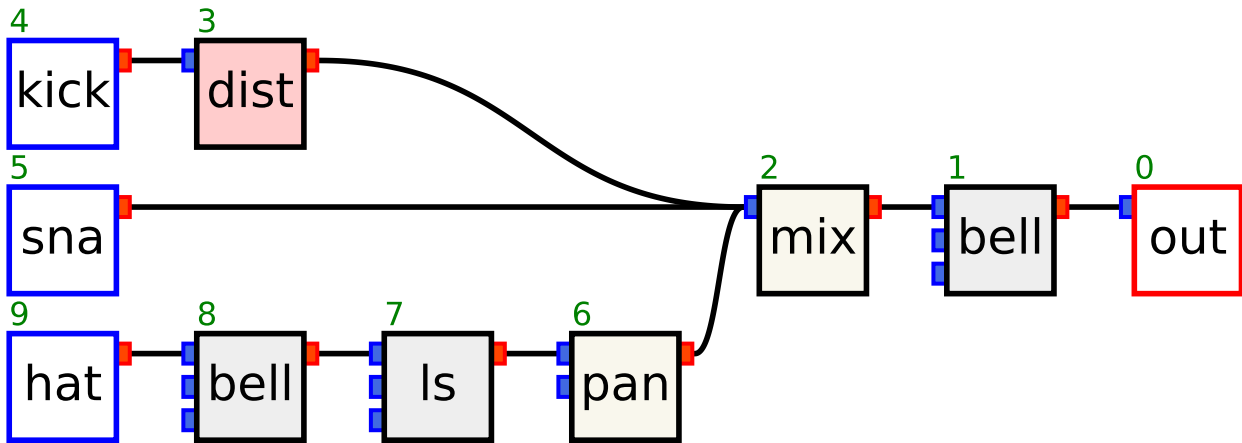 4 3
kick dist
5 2 1 0
sna mix bell out
9 8 7 6
hat bell ls pan